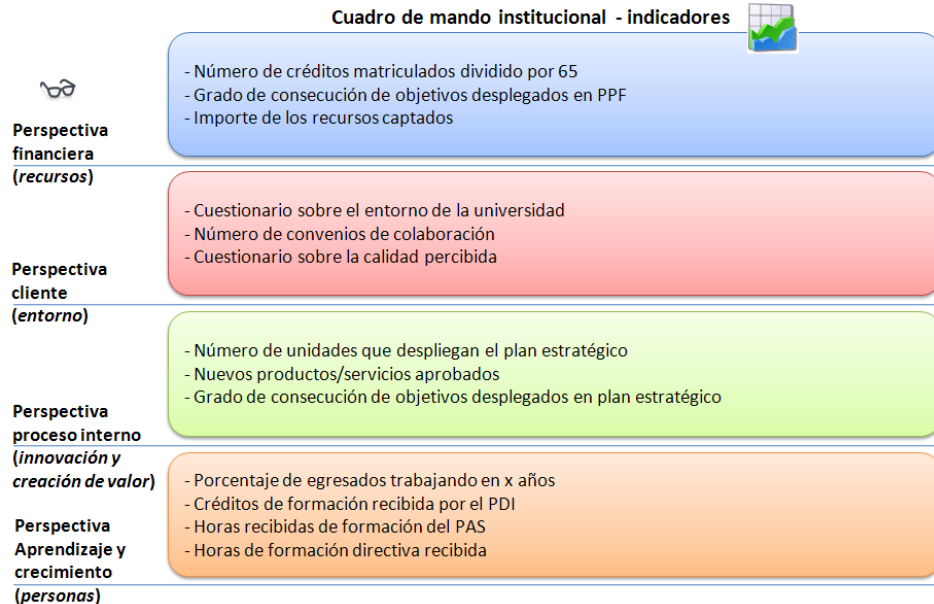 Cuadro de mando institucional - indicadores
Perspectiva
financiera
(recursos)
- Número de créditos matriculados dividido por 65
- Grado de consecución de objetivos desplegados en PPF
- Importe de los recursos captados
Perspectiva
cliente
(entorno)
- Cuestionario sobre el entorno de la universidad
- Número de convenios de colaboración
- Cuestionario sobre la calidad percibida
Perspectiva
proceso interno
(innovación y
creación de valor)
- Número de unidades que despliegan el plan estratégico
- Nuevos productos/servicios aprobados
- Grado de consecución de objetivos desplegados en plan estratégico
Perspectiva
Aprendizaje y
crecimiento
(personas)
- Porcentaje de egresados trabajando en x años
- Créditos de formación recibida por el PDI
- Horas recibidas de formación del PAS
- Horas de formación directiva recibida